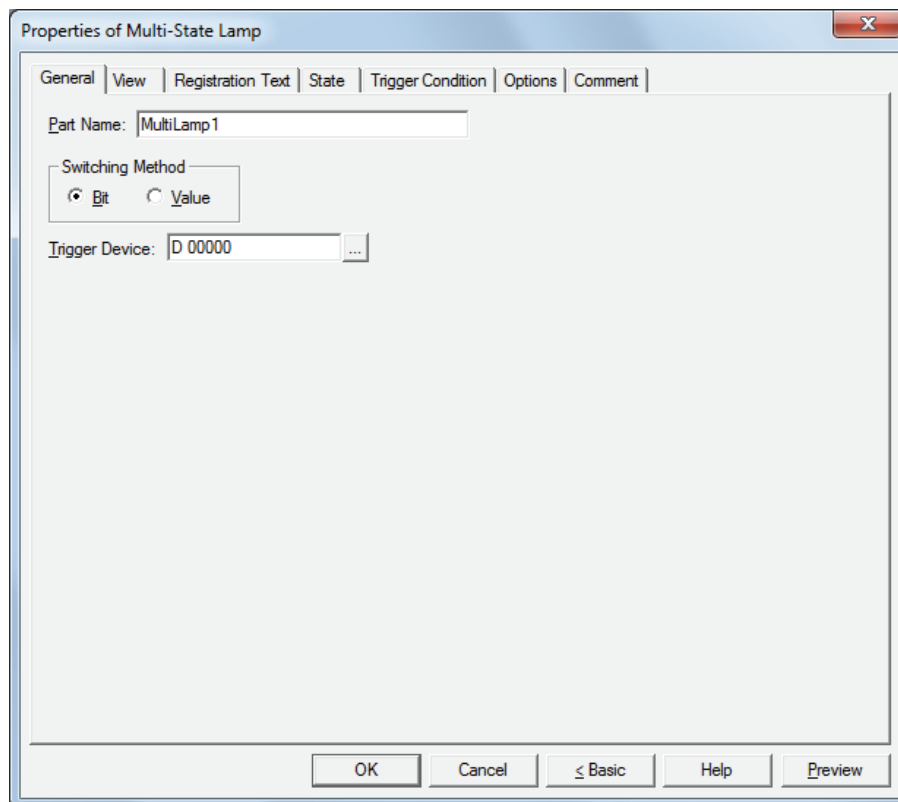 Properties of Multi-State Lamp
General View Registration Text State Trigger Condition Options Comment
Part Name: MultiLamp1
Switching Method
Bit Value
Trigger Device: D 00000 ...
OK Cancel < Basic Help Preview